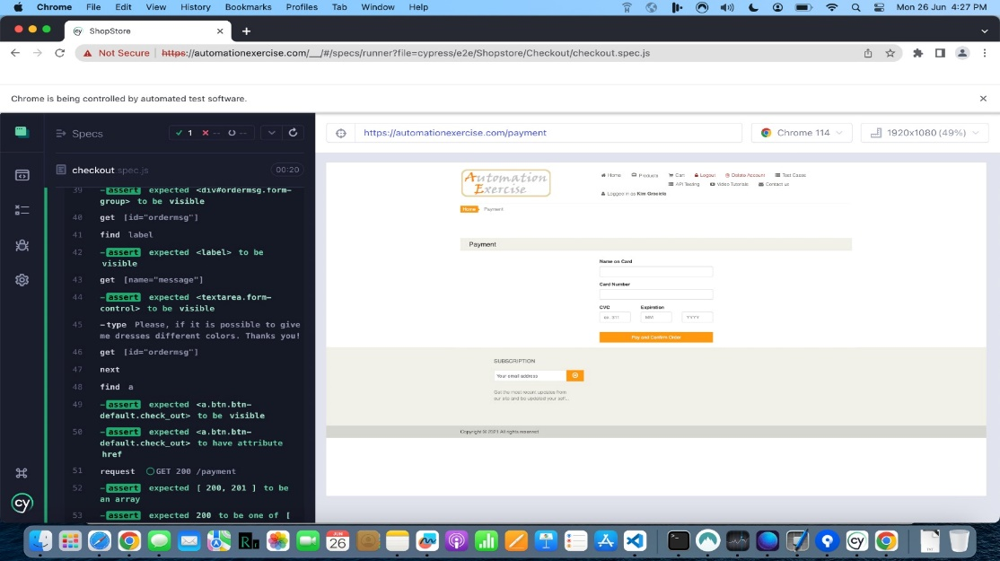 Chrome File Edit View History Bookmarks Profiles Tab Window Help Mon 26 Jun 4:27 PM
ShopStore
Not Secure https://automationexercise.com/__/#/specs/runner?file=cypress/e2e/Shopstore/Checkout/checkout.spec.js
Chrome is being controlled by automated test software.
Specs 1 -- --
checkout spec.js 00:20
39 -assert expected <div#ordermsg.form-
group> to be visible
40 get [id="ordermsg"]
41 find label
42 -assert expected <label> to be
visible
43 get [name="message"]
44 -assert expected <textarea.form-
control> to be visible
45 -type Please, if it is possible to give
me dresses different colors. Thanks you!
46 get [id="ordermsg"]
47 next
48 find a
49 -assert expected <a.btn.btn-
default.check_out> to be visible
50 -assert expected <a.btn.btn-
default.check_out> to have attribute
href
51 request GET 200 /payment
52 -assert expected [ 200, 201 ] to be
an array
53 -assert expected 200 to be one of [
cy
https://automationexercise.com/payment Chrome 114 1920x1080 (49%)
Automation
Exercise
Home Products Cart Logout Delete Account Test Cases
API Testing Video Tutorials Contact us
Logged in as Kim Graciela
Home Payment
Payment
Name on Card
Card Number
CVC Expiration
ex. 311 MM YYYY
Pay and Confirm Order
SUBSCRIPTION
Your email address
Get the most recent updates from
our site and be updated your self...
Copyright © 2021 All rights reserved
JUN
26
cy